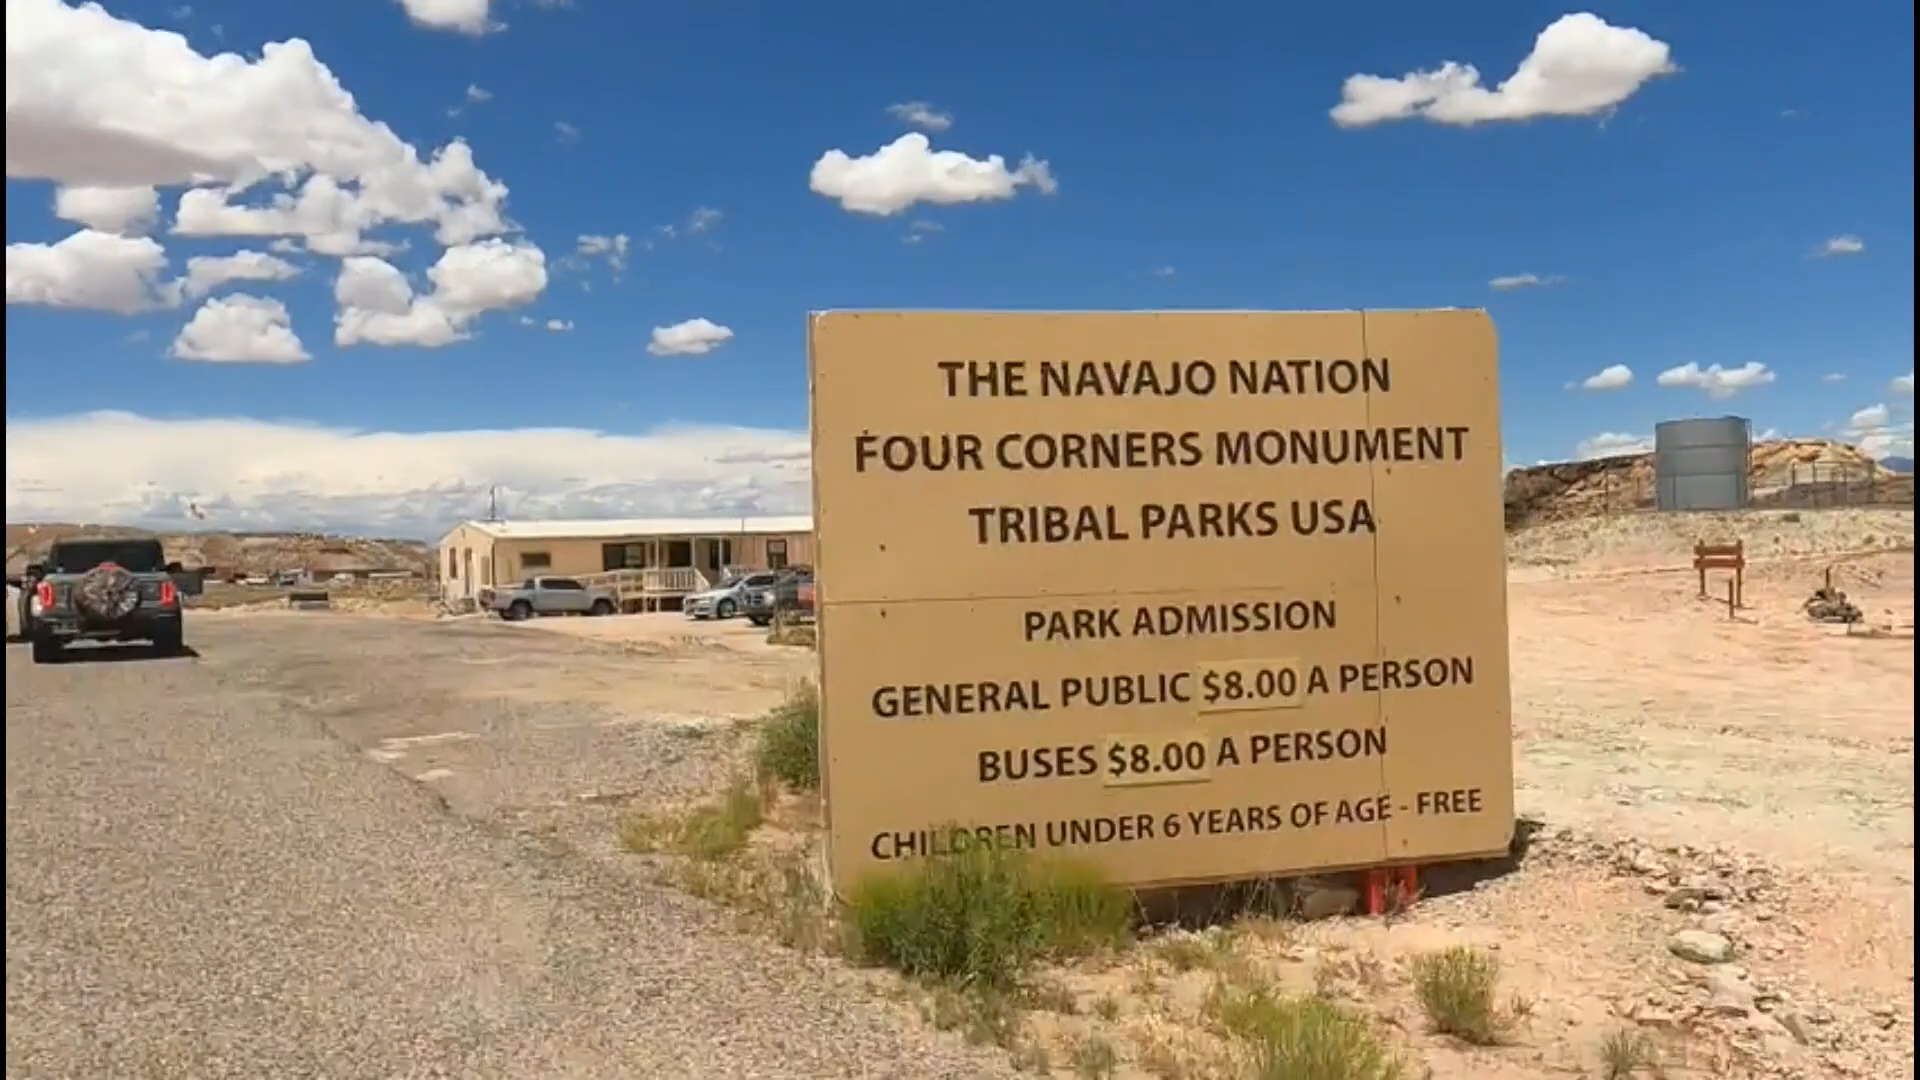 THE NAVAJO NATION
FOUR CORNERS MONUMENT
TRIBAL PARKS USA
PARK ADMISSION
GENERAL PUBLIC $8.00 A PERSON
BUSES $8.00 A PERSON
CHILDREN UNDER 6 YEARS OF AGE - FREE